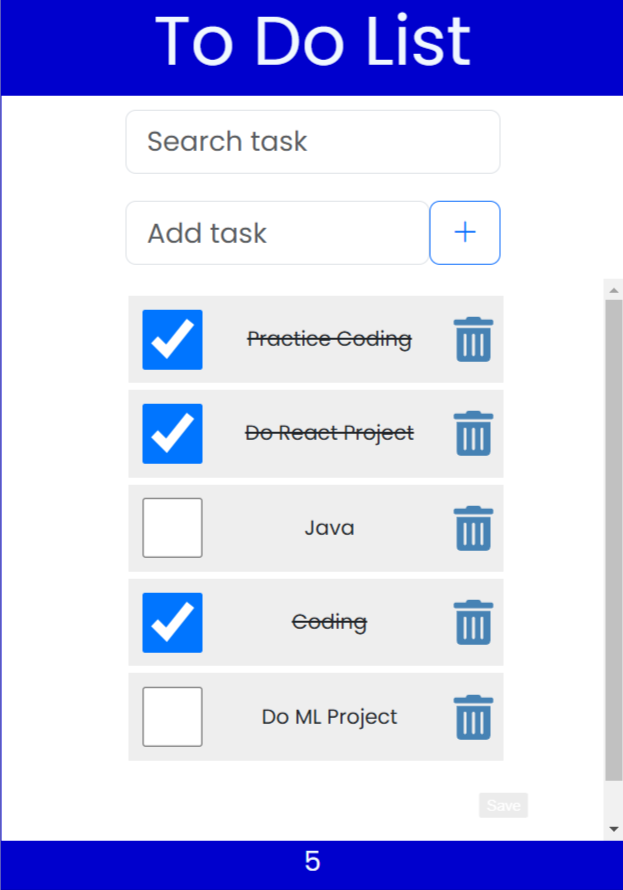 To Do List
Search task
Add task
Practice Coding
Do React Project
Java
Coding
Do ML Project
Save
5